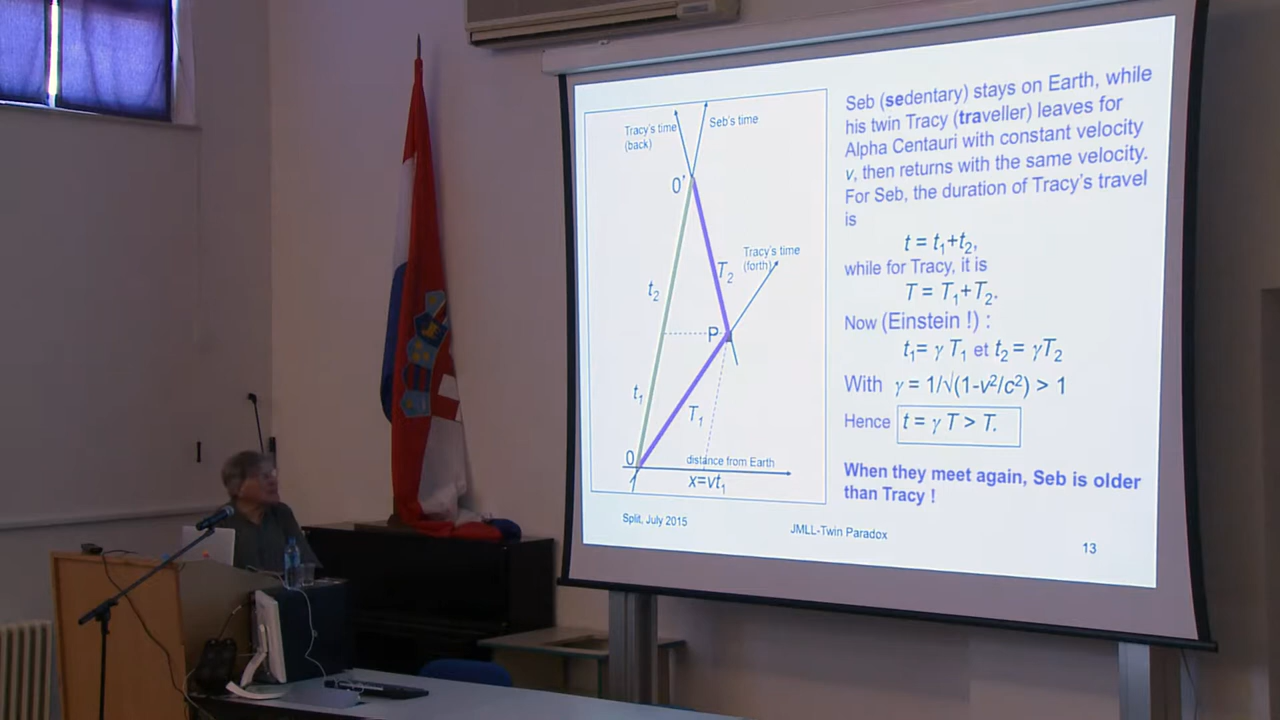 Tracy's time
(back)
Seb's time
O'
Tracy's time
(forth)
T2
t2
P
t1
T1
O
distance from Earth
x=vt1
Seb (sedentary) stays on Earth, while
his twin Tracy (traveller) leaves for
Alpha Centauri with constant velocity
v, then returns with the same velocity.
For Seb, the duration of Tracy's travel
is
t = t1+t2,
while for Tracy, it is
T = T1+T2.
Now (Einstein !) :
t1= γ T1 et t2 = γT2
With γ = 1/√(1-v²/c²) > 1
Hence t = γ T > T.
When they meet again, Seb is older
than Tracy !
Split, July 2015
JMLL-Twin Paradox
13